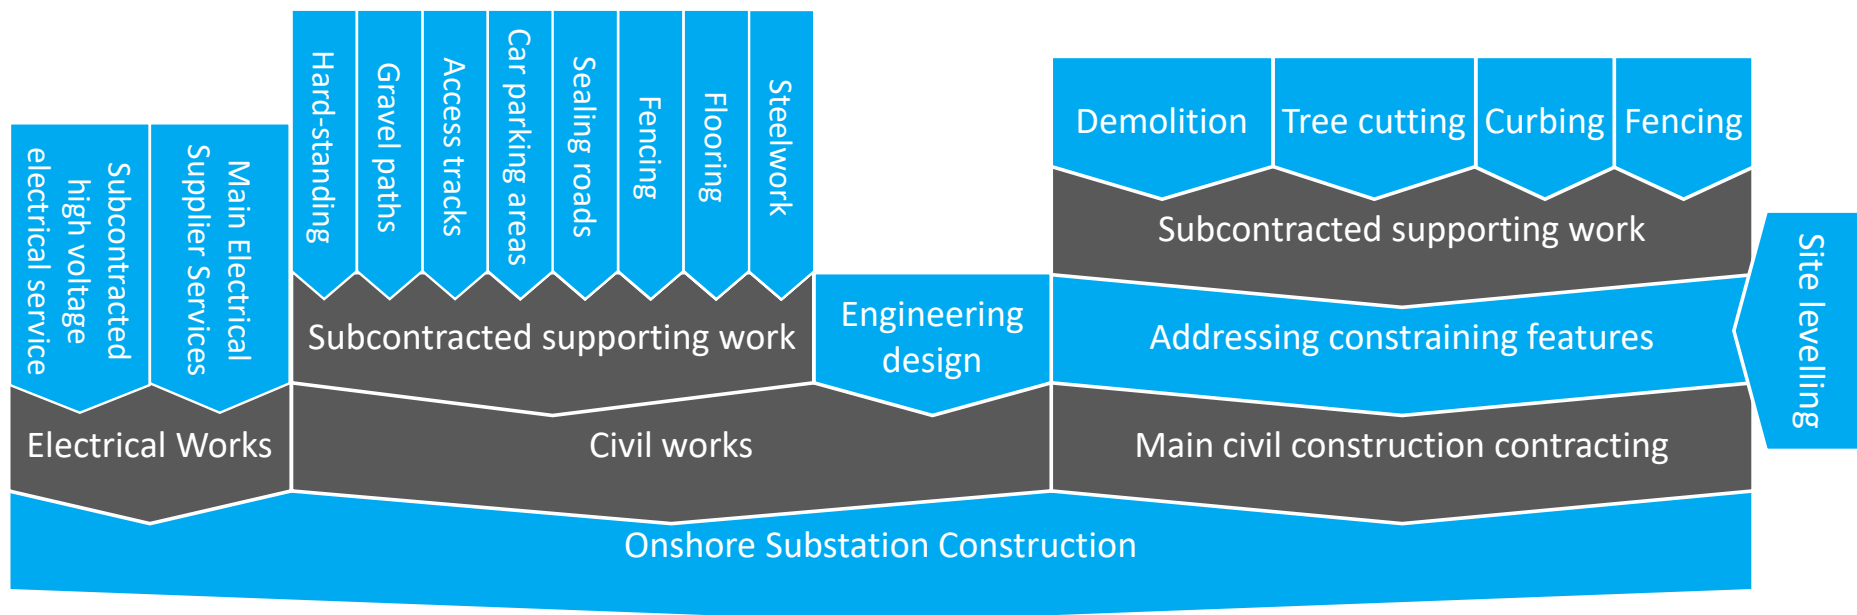 Subcontracted
high voltage
electrical service
Main Electrical
Supplier Services
Hard-standing
Gravel paths
Access tracks
Car parking areas
Sealing roads
Fencing
Flooring
Steelwork
Demolition
Tree cutting
Curbing
Fencing
Subcontracted supporting work
Site levelling
Subcontracted supporting work
Engineering
design
Addressing constraining features
Electrical Works
Civil works
Main civil construction contracting
Onshore Substation Construction